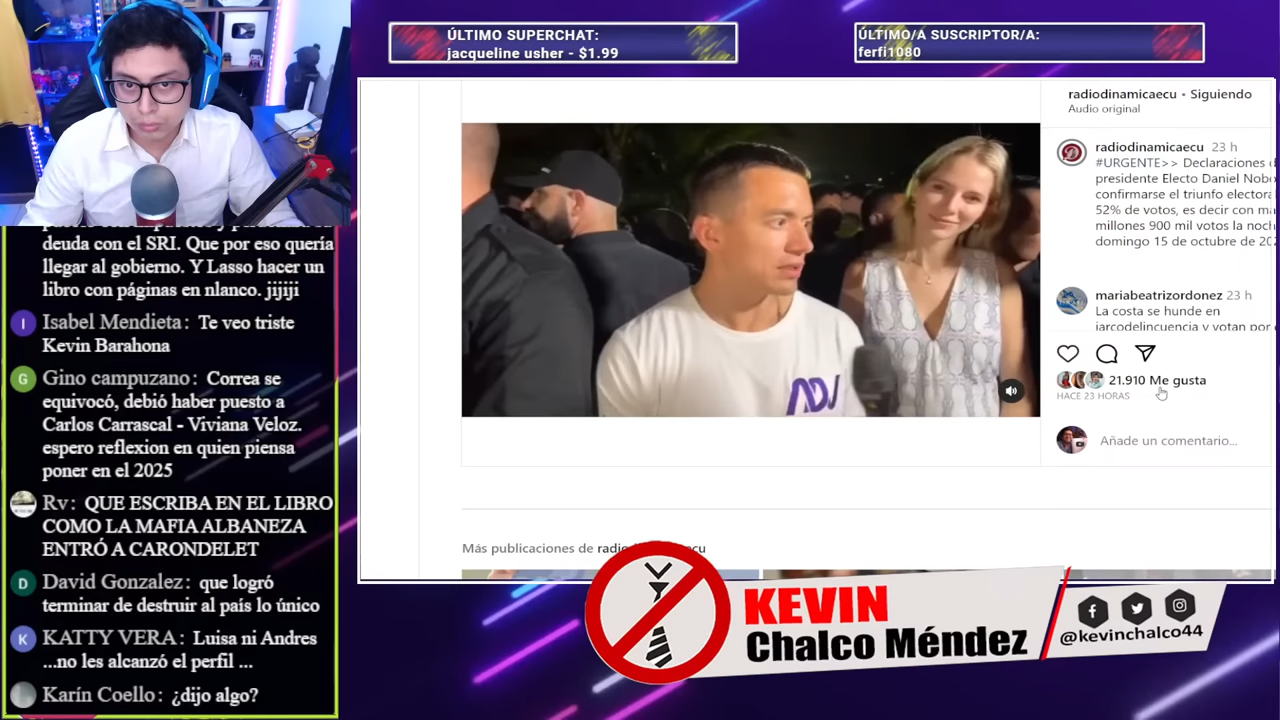 ÚLTIMO SUPERCHAT:
jacqueline usher - $1.99
ÚLTIMO/A SUSCRIPTOR/A:
ferfi1080
deuda con el SRI. Que por eso quería
llegar al gobierno. Y Lasso hacer un
libro con páginas en nlanco. jijiji
Isabel Mendieta: Te veo triste
Kevin Barahona
Gino campuzano: Correa se
equivocó, debió haber puesto a
Carlos Carrascal - Viviana Veloz.
espero reflexion en quien piensa
poner en el 2025
Rv: QUE ESCRIBA EN EL LIBRO
COMO LA MAFIA ALBANEZA
ENTRÓ A CARONDELET
David Gonzalez: que logró
terminar de destruir al país lo único
KATTY VERA: Luisa ni Andres
...no les alcanzó el perfil ...
Karín Coello: ¿dijo algo?
radiodinamicaecu • Siguiendo
Audio original
radiodinamicaecu 23 h
#URGENTE>> Declaraciones
presidente Electo Daniel Nobo
confirmarse el triunfo electora
52% de votos, es decir con
millones 900 mil votos la noch
domingo 15 de octubre de 20
mariabeatrizordonez 23 h
La costa se hunde en
iarcodelincuencia y votan por
21.910 Me gusta
HACE 23 HORAS
Añade un comentario...
ADN
Más publicaciones de radio cu
KEVIN
Chalco Méndez
@kevinchalco44